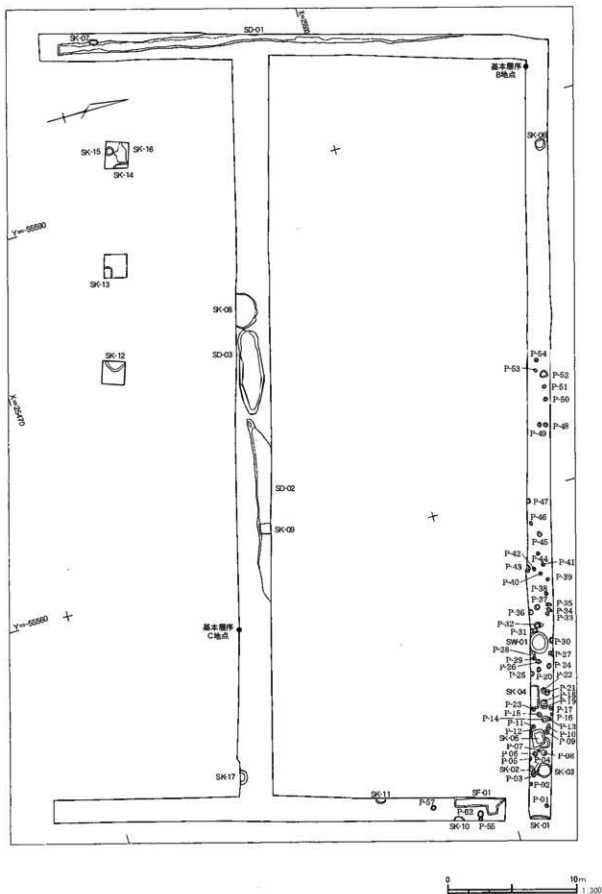 SD-01
X=25500
SK-07
基本層序
B地点
SK-06
SK-15
SK-16
SK-14
Y=-55590
SK-13
SK-08
SD-03
SK-12
P-54
P-53
P-52
P-51
P-50
X=25470
P-48
P-49
P-47
SD-02
P-46
SK-09
P-45
P-44
P-42
P-41
P-43
P-40
P-39
P-38
P-37
P-35
P-34
P-36
P-33
P-32
P-31
SW-01
P-30
Y=-55560
基本層序
C地点
P-28
P-27
P-29
P-26
P-24
P-25
P-20
P-22
SK-04
P-21
P-18
P-19
P-23
P-17
P-15
P-14
P-16
P-11
P-13
P-12
P-10
SK-05
P-09
P-07
P-06
P-08
P-05
P-04
SK-02
SK-03
P-03
P-02
SK-17
SK-11
SF-01
P-57
P-62
P-01
SK-10
P-55
SK-01
0
10m
1:300